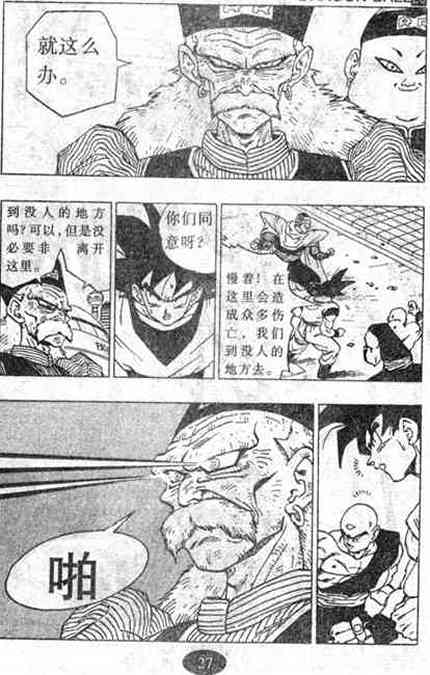 就这么
办。
慢着！在
这里会造
成众多伤
亡，我们
到没人的
地方去。
你们同
意呀？
到没人的地方
吗？可以，但是没
必要非 离开
这里。
啪
27